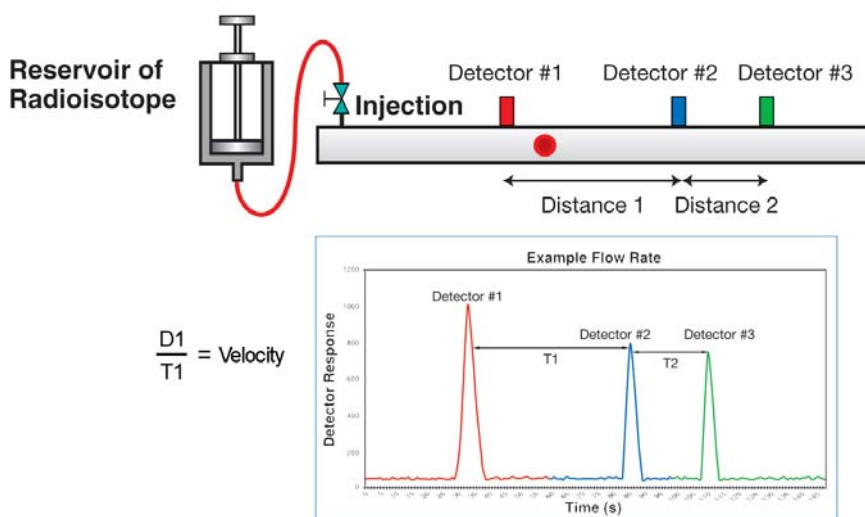 Reservoir of
Radioisotope
Injection
Detector #1
Detector #2
Detector #3
Distance 1
Distance 2
D1
T1
= Velocity
Example Flow Rate
Detector Response
1200
1000
800
600
400
200
0
Detector #1
Detector #2
Detector #3
T1
T2
Time (s)